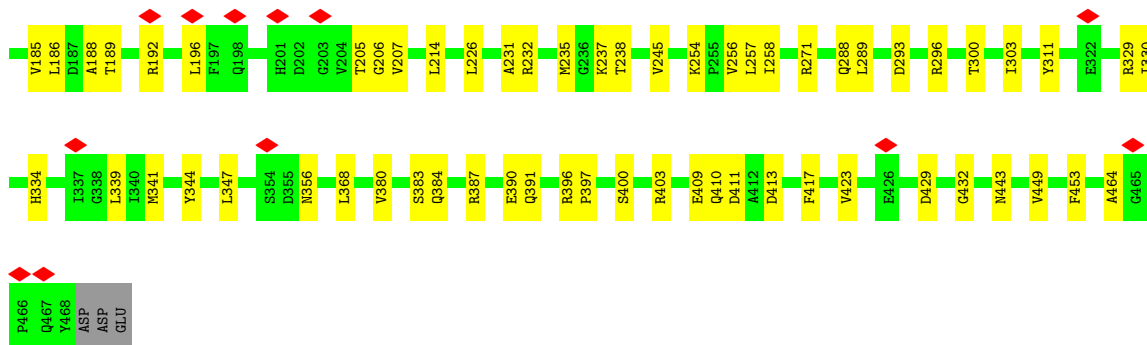 V185 L186 D187 A188 T189 R192 L196 F197 Q198 H201 D202 G203 V204 T205 G206 V207 L214 L226 A231 R232 M235 G236 K237 T238 V245 K254 P255 V256 L257 I258 R271 Q288 L289 D293 R296 T300 I303 Y311 E322 R329 I330
H334 I337 G338 L339 I340 M341 Y344 L347 S354 D355 N356 L368 V380 S383 Q384 R387 E390 Q391 R396 P397 S400 R403 E409 Q410 D411 A412 D413 F417 V423 E426 D429 G432 N443 V449 F453 A464 G465
P466 Q467 Y468 ASP ASP GLU